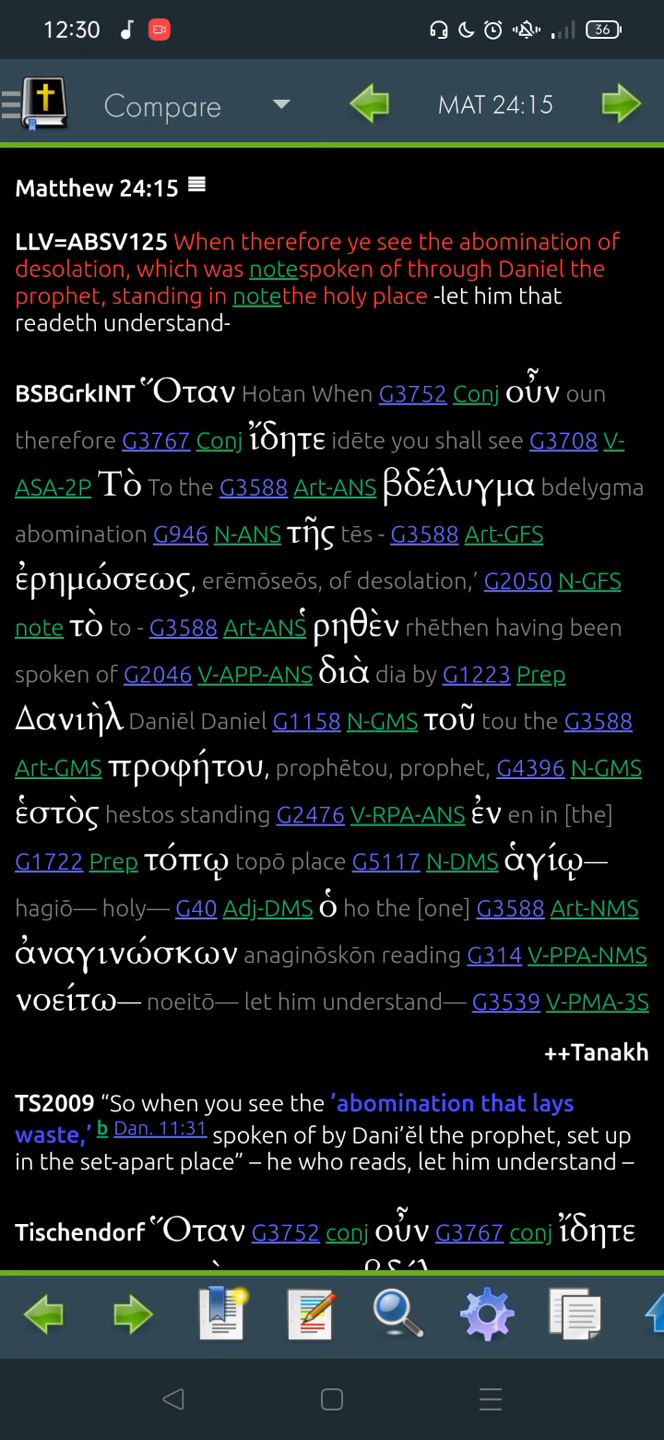 12:30
36
Compare
MAT 24:15
Matthew 24:15
LLV=ABSV125 When therefore ye see the abomination of
desolation, which was notespoken of through Daniel the
prophet, standing in notethe holy place -let him that
readeth understand-
BSBGrkINT Ὅταν Hotan When G3752 Conj οὖν oun
therefore G3767 Conj ἴδητε idēte you shall see G3708 V-
ASA-2P Τὸ To the G3588 Art-ANS βδέλυγμα bdelygma
abomination G946 N-ANS τῆς tēs - G3588 Art-GFS
ἐρημώσεως, erēmōseōs, of desolation,’ G2050 N-GFS
note τὸ to - G3588 Art-ANS ῥηθὲν rhēthen having been
spoken of G2046 V-APP-ANS διὰ dia by G1223 Prep
Δανιὴλ Daniēl Daniel G1158 N-GMS τοῦ tou the G3588
Art-GMS προφήτου, prophētou, prophet, G4396 N-GMS
ἑστὸς hestos standing G2476 V-RPA-ANS ἐν en in [the]
G1722 Prep τόπῳ topō place G5117 N-DMS ἁγίῳ—
hagiō— holy— G40 Adj-DMS ὁ ho the [one] G3588 Art-NMS
ἀναγινώσκων anaginōskōn reading G314 V-PPA-NMS
νοείτω— noeitō— let him understand— G3539 V-PMA-3S
++Tanakh
TS2009 “So when you see the ’abomination that lays
waste,’ b Dan. 11:31 spoken of by Dani’ĕl the prophet, set up
in the set-apart place” – he who reads, let him understand –
Tischendorf Ὅταν G3752 conj οὖν G3767 conj ἴδητε